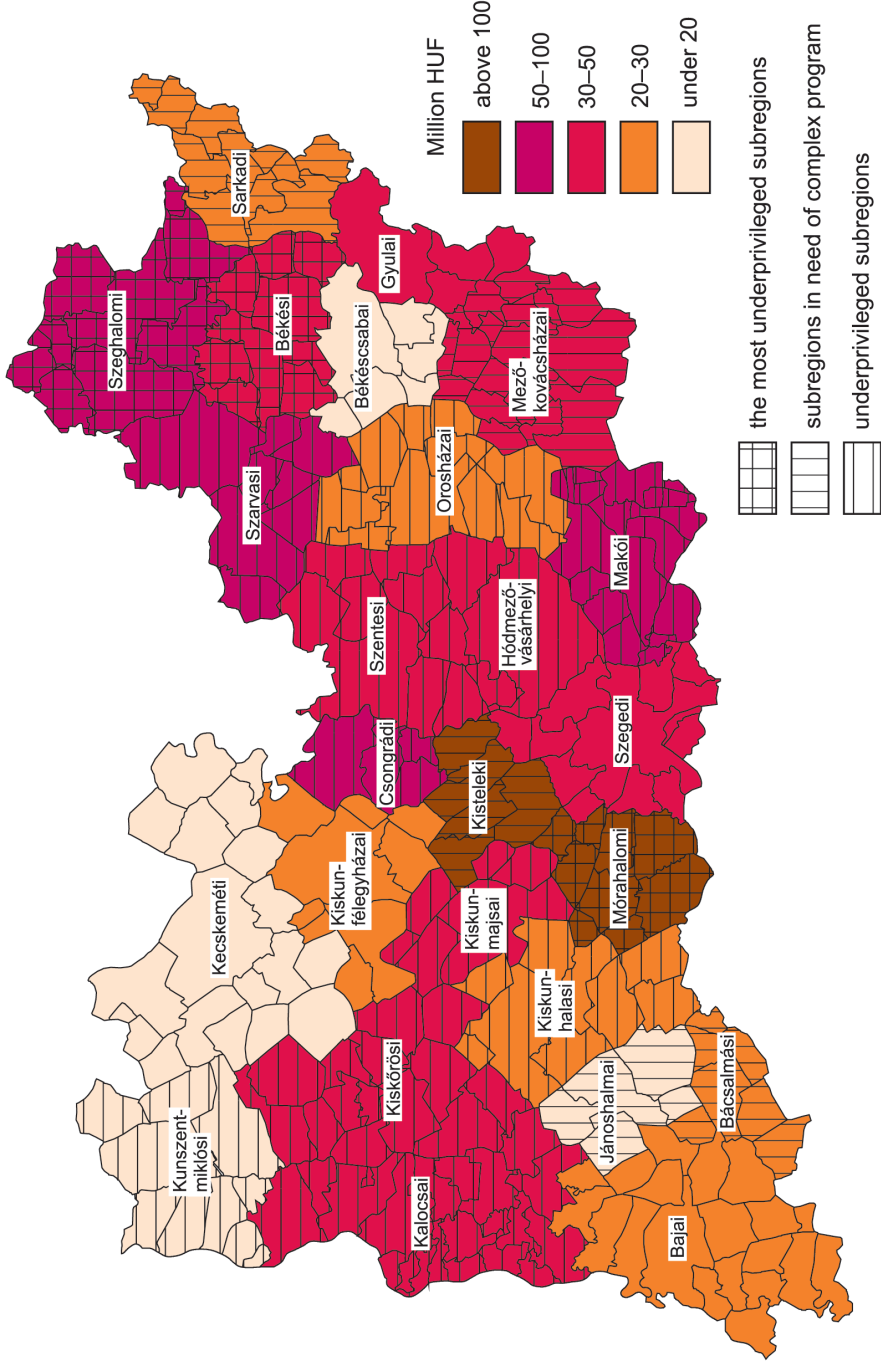 Kunszent-
miklósi
Kecskeméti
Kalocsai
Kiskőrösi
Kiskun-
félegyházai
Csongrádi
Kiskun-
majsai
Kisteleki
Kiskun-
halasi
Jánoshalmai
Bácsalmási
Bajai
Mórahalomi
Szegedi
Szentesi
Hódmező-
vásárhelyi
Makói
Szarvasi
Orosházai
Szeghalomi
Békési
Békéscsabai
Sarkadi
Gyulai
Mező-
kovácsházai
Million HUF
above 100
50–100
30–50
20–30
under 20
the most underprivileged subregions
subregions in need of complex program
underprivileged subregions